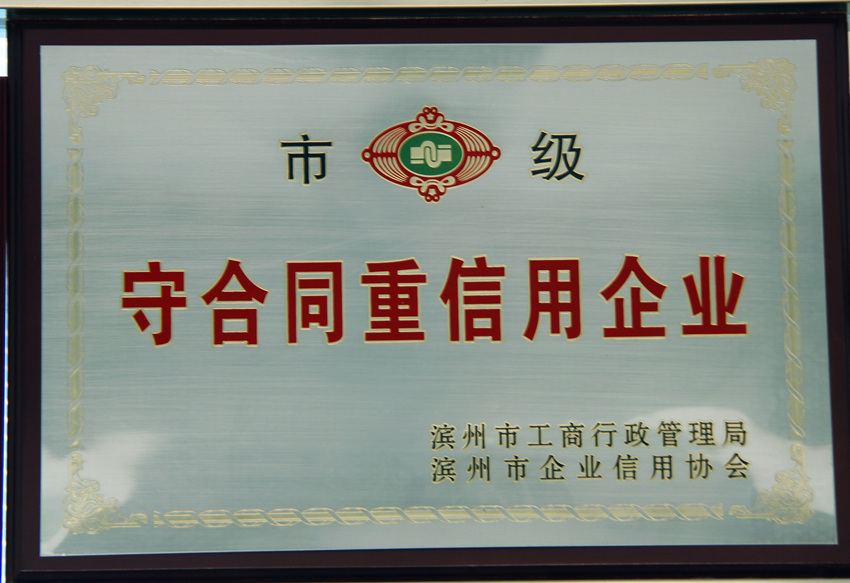 市 级
守合同重信用企业
滨州市工商行政管理局
滨州市企业信用协会